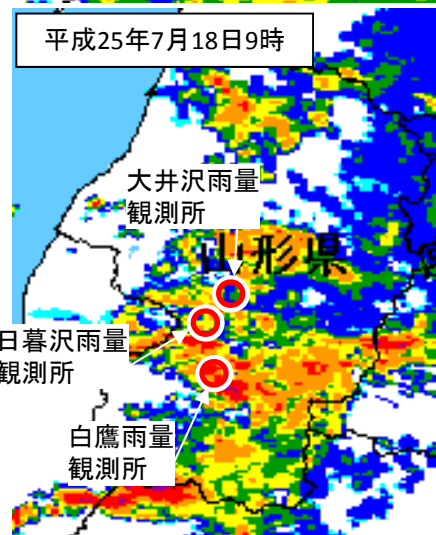 平成25年7月18日9時
大井沢雨量
観測所
山形県
日暮沢雨量
観測所
白鷹雨量
観測所